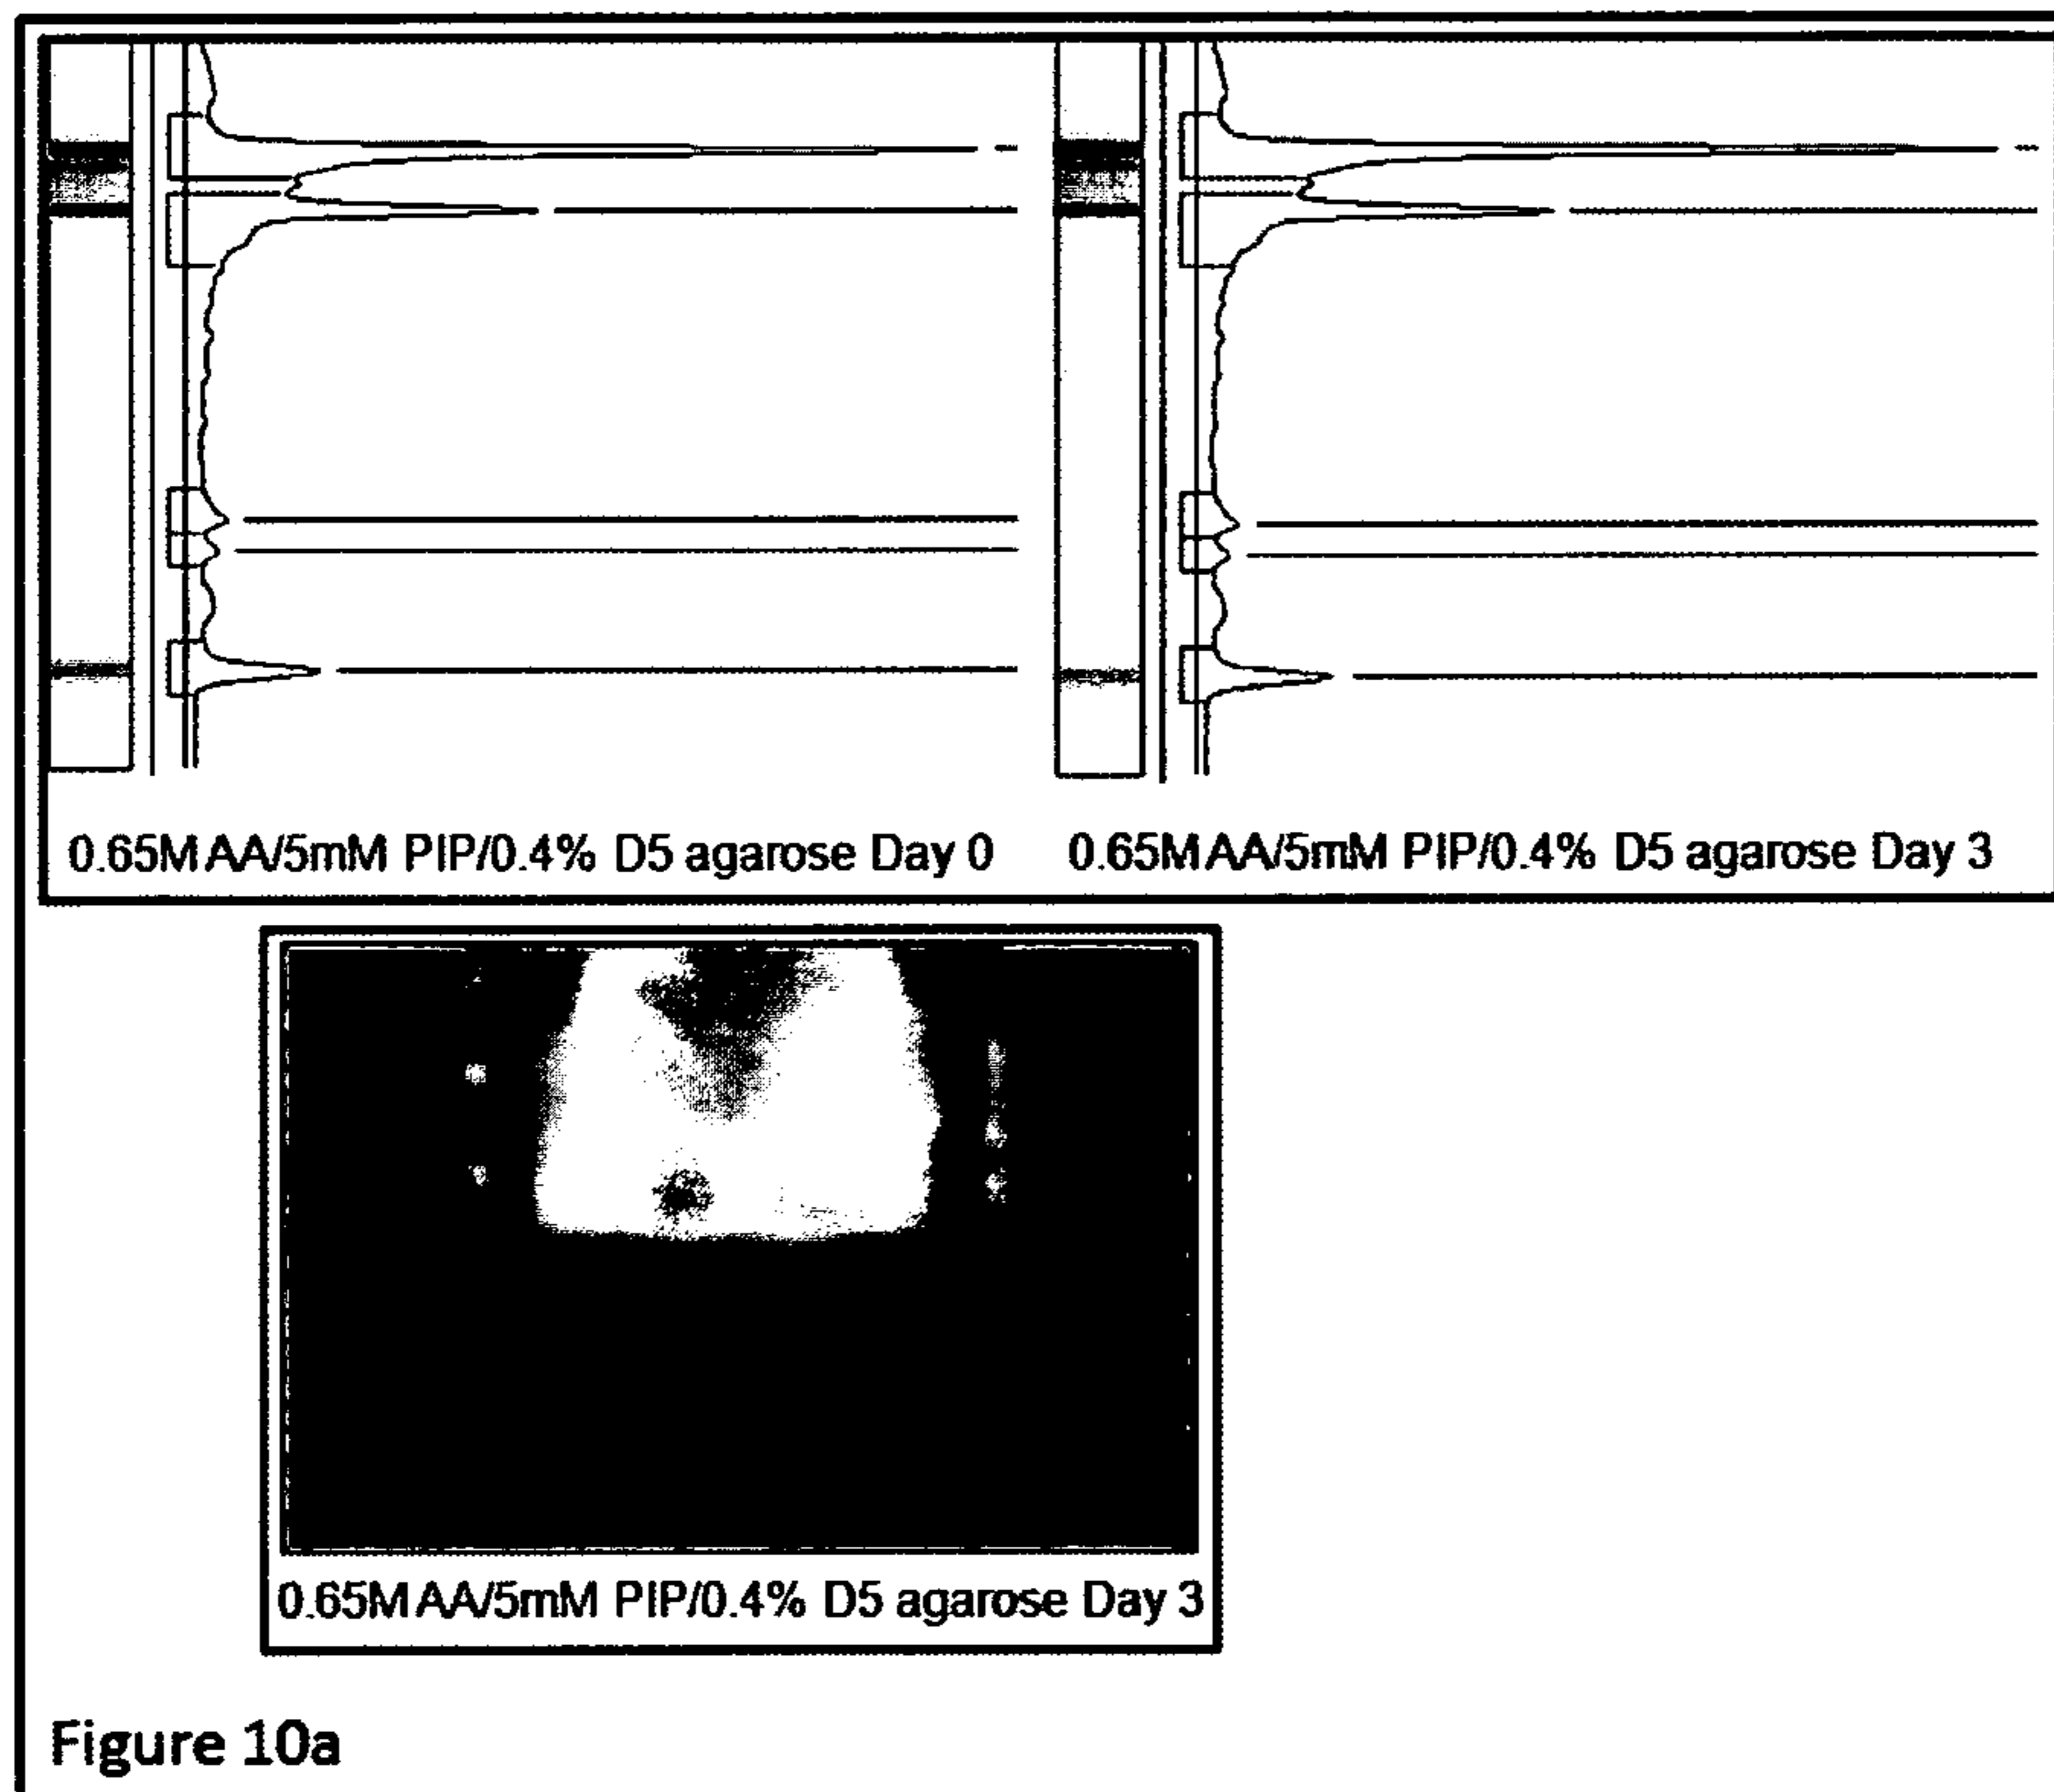 0.65M AA/5mM PIP/0.4% D5 agarose Day 0
0.65M AA/5mM PIP/0.4% D5 agarose Day 3
0.65M AA/5mM PIP/0.4% D5 agarose Day 3
Figure 10a